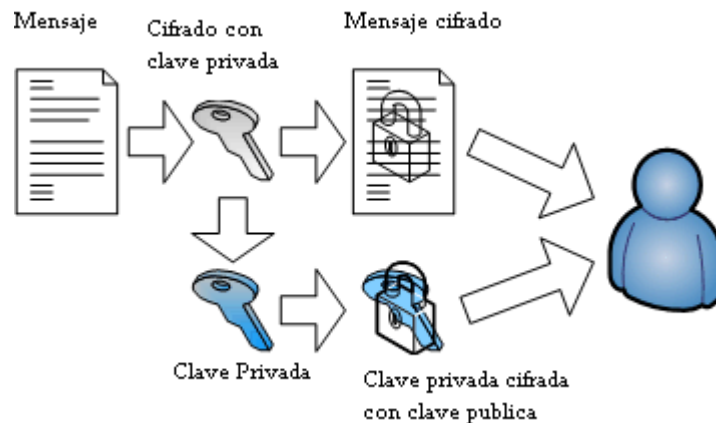 Mensaje
Cifrado con
clave privada
Mensaje cifrado
Clave Privada
Clave privada cifrada
con clave publica